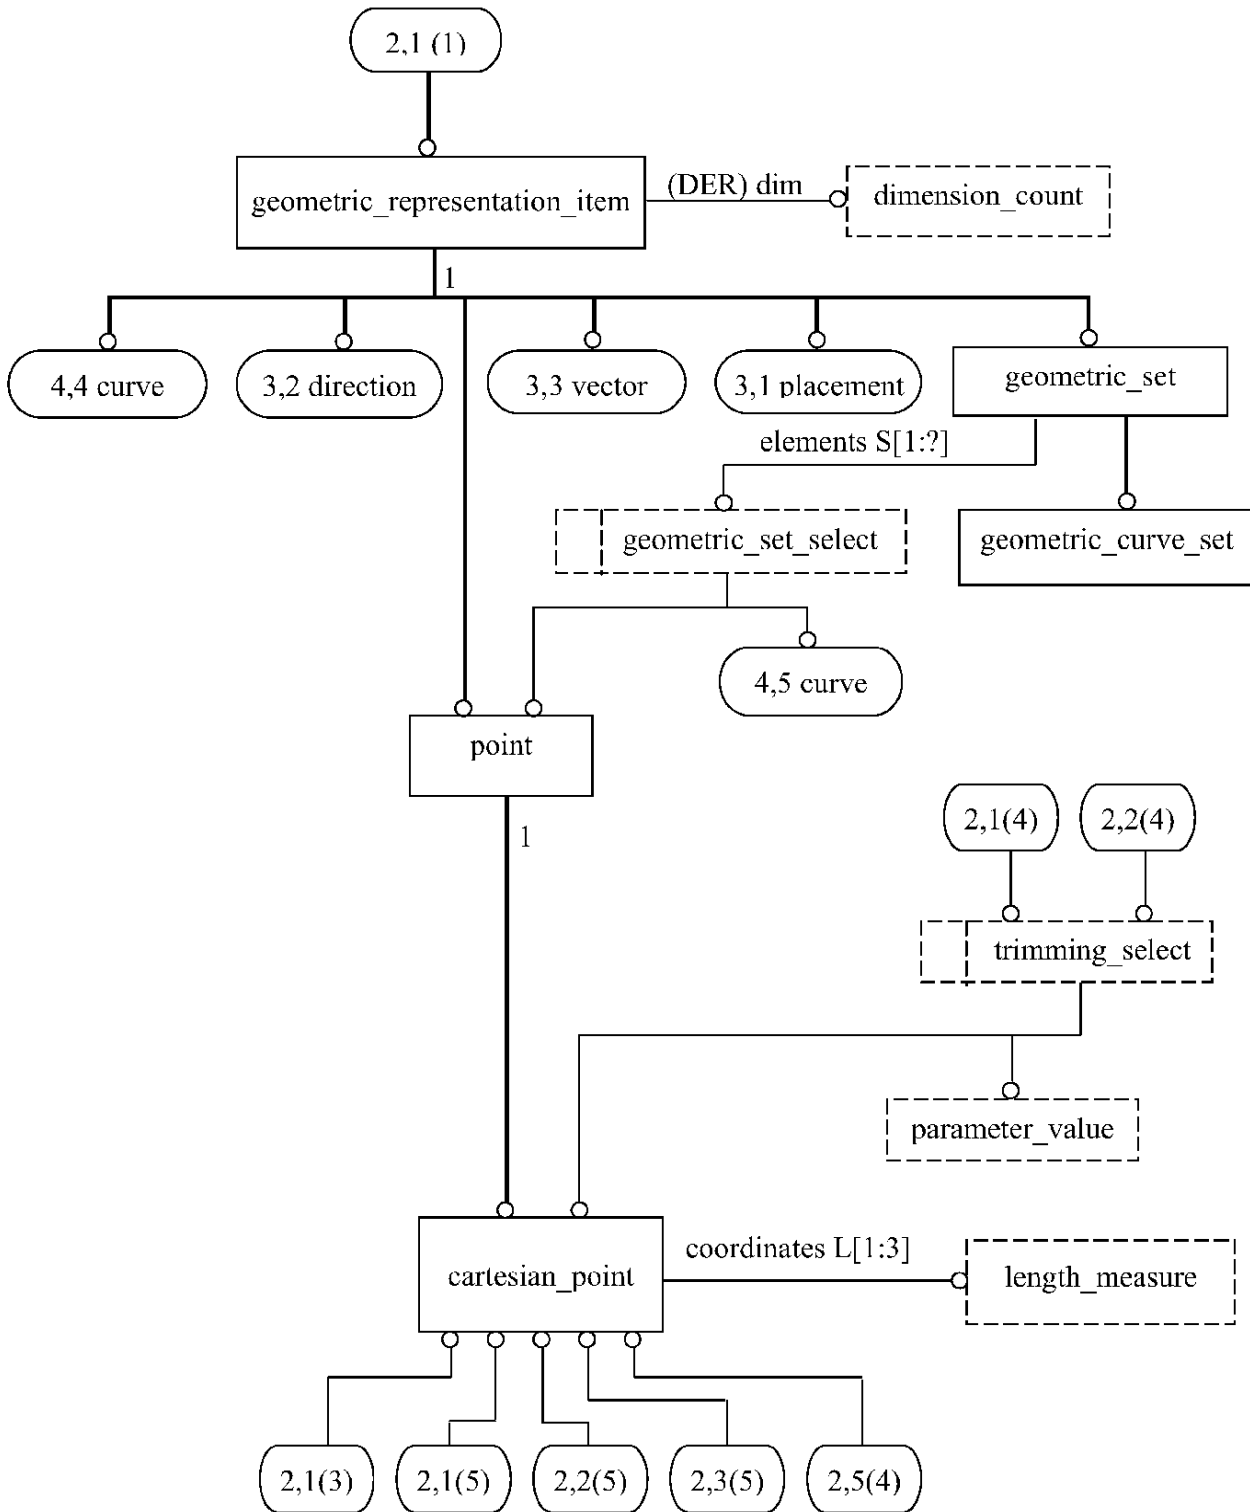 2,1 (1)
geometric_representation_item
(DER) dim
dimension_count
1
4,4 curve
3,2 direction
3,3 vector
3,1 placement
geometric_set
elements S[1:?]
geometric_set_select
geometric_curve_set
4,5 curve
point
1
2,1(4)
2,2(4)
trimming_select
parameter_value
coordinates L[1:3]
cartesian_point
length_measure
2,1(3)
2,1(5)
2,2(5)
2,3(5)
2,5(4)